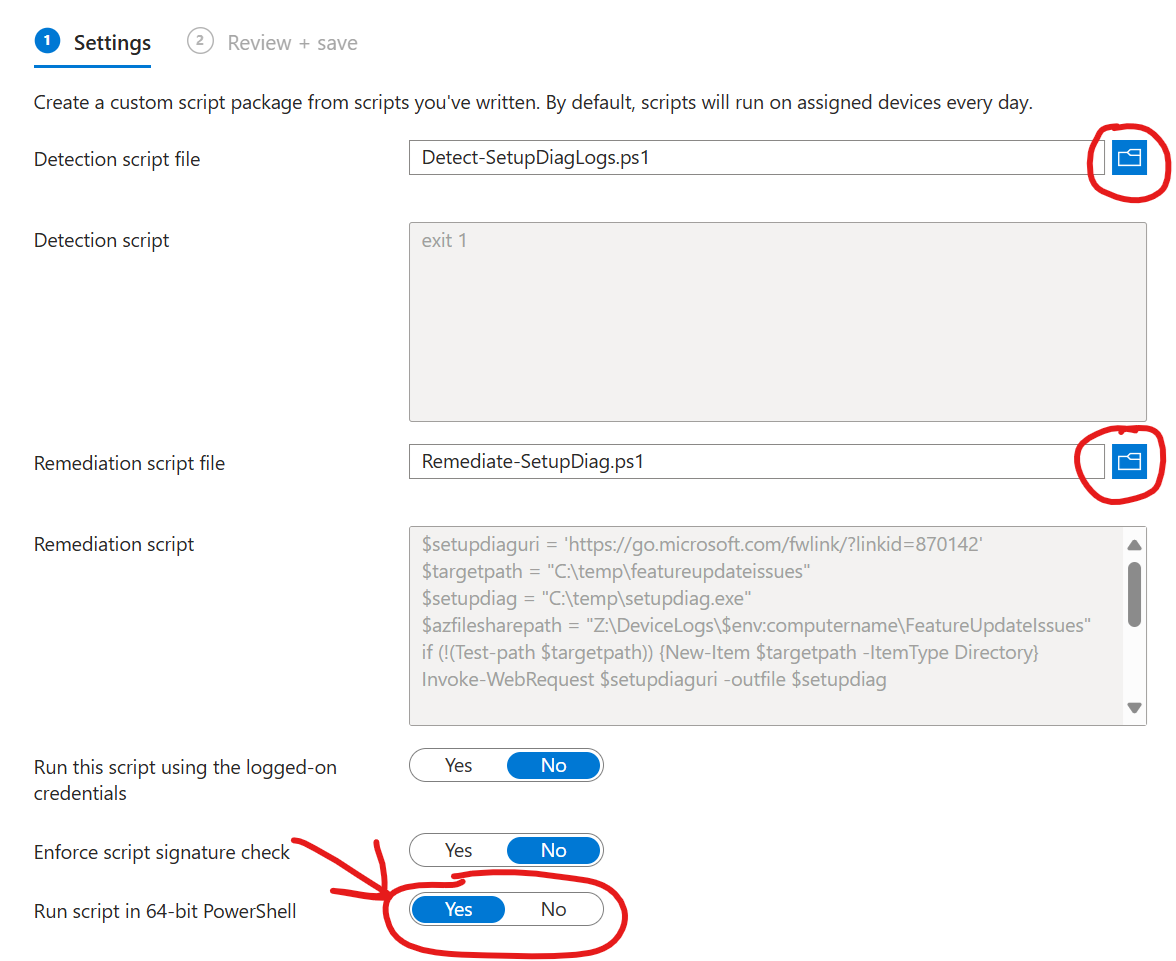 1 Settings 2 Review + save
Create a custom script package from scripts you've written. By default, scripts will run on assigned devices every day.
Detection script file Detect-SetupDiagLogs.ps1
Detection script exit 1
Remediation script file Remediate-SetupDiag.ps1
Remediation script $setupdiaguri = 'https://go.microsoft.com/fwlink/?linkid=870142'
$targetpath = "C:\temp\featureupdateissues"
$setupdiag = "C:\temp\setupdiag.exe"
$azfilesharepath = "Z:\DeviceLogs\$env:computername\FeatureUpdateIssues"
if (!(Test-path $targetpath)) {New-Item $targetpath -ItemType Directory}
Invoke-WebRequest $setupdiaguri -outfile $setupdiag
Run this script using the logged-on Yes No
credentials
Enforce script signature check Yes No
Run script in 64-bit PowerShell Yes No